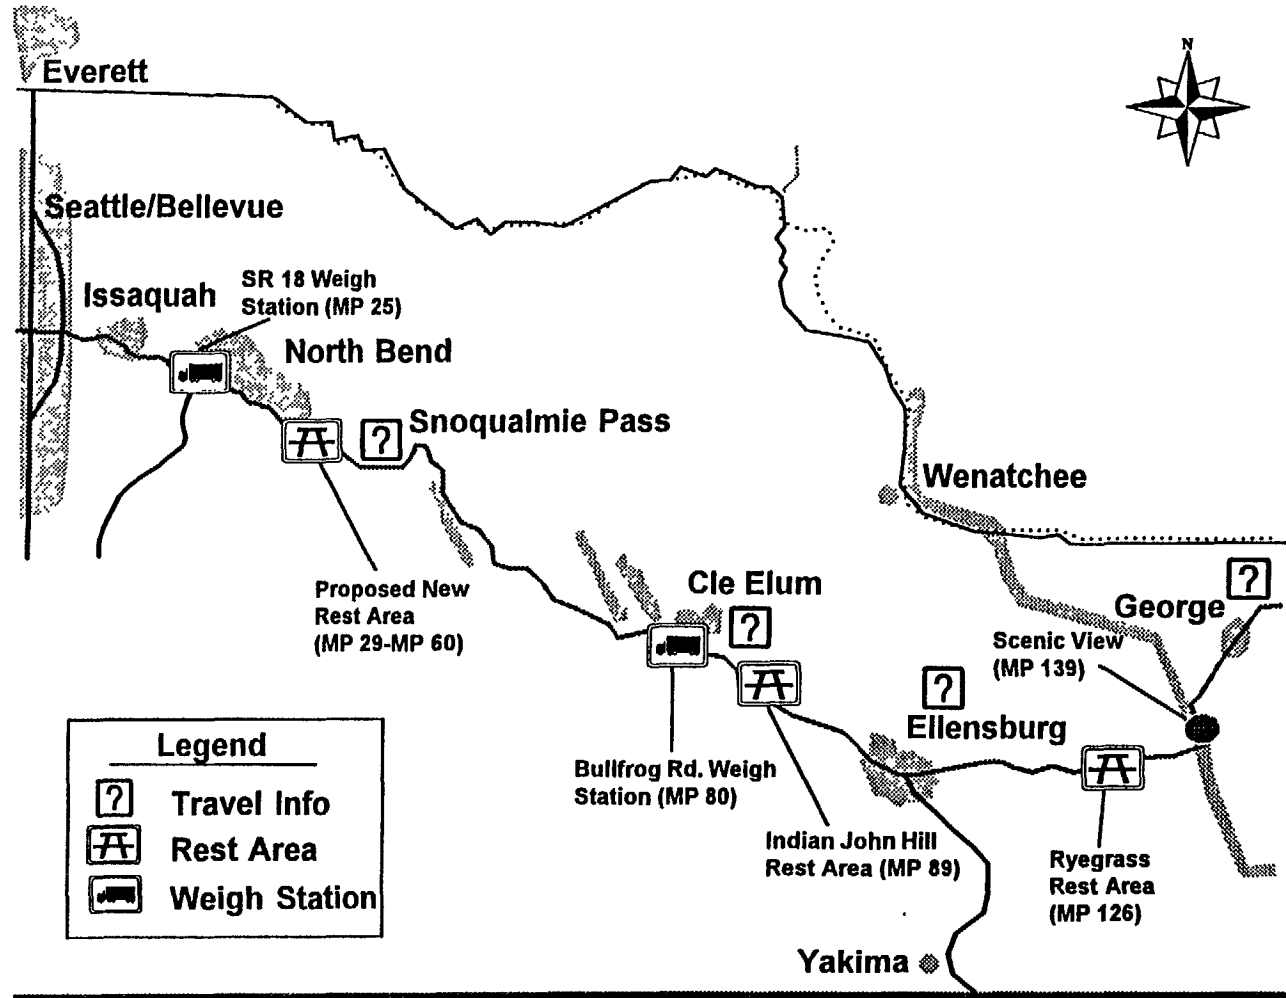 N
Everett
Seattle/Bellevue
Issaquah
SR 18 Weigh
Station (MP 25)
North Bend
?
Snoqualmie Pass
Wenatchee
Proposed New
Rest Area
(MP 29-MP 60)
Cle Elum
?
?
George
Scenic View
(MP 139)
?
Ellensburg
Legend
? Travel Info
Rest Area
Weigh Station
Bullfrog Rd. Weigh
Station (MP 80)
Indian John Hill
Rest Area (MP 89)
Ryegrass
Rest Area
(MP 126)
Yakima